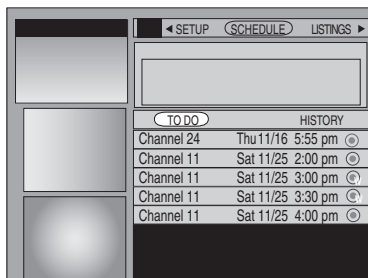 ◄ SETUP SCHEDULE LISTINGS ►
TO DO HISTORY
Channel 24 Thu 11/16 5:55 pm
Channel 11 Sat 11/25 2:00 pm
Channel 11 Sat 11/25 3:00 pm
Channel 11 Sat 11/25 3:30 pm
Channel 11 Sat 11/25 4:00 pm